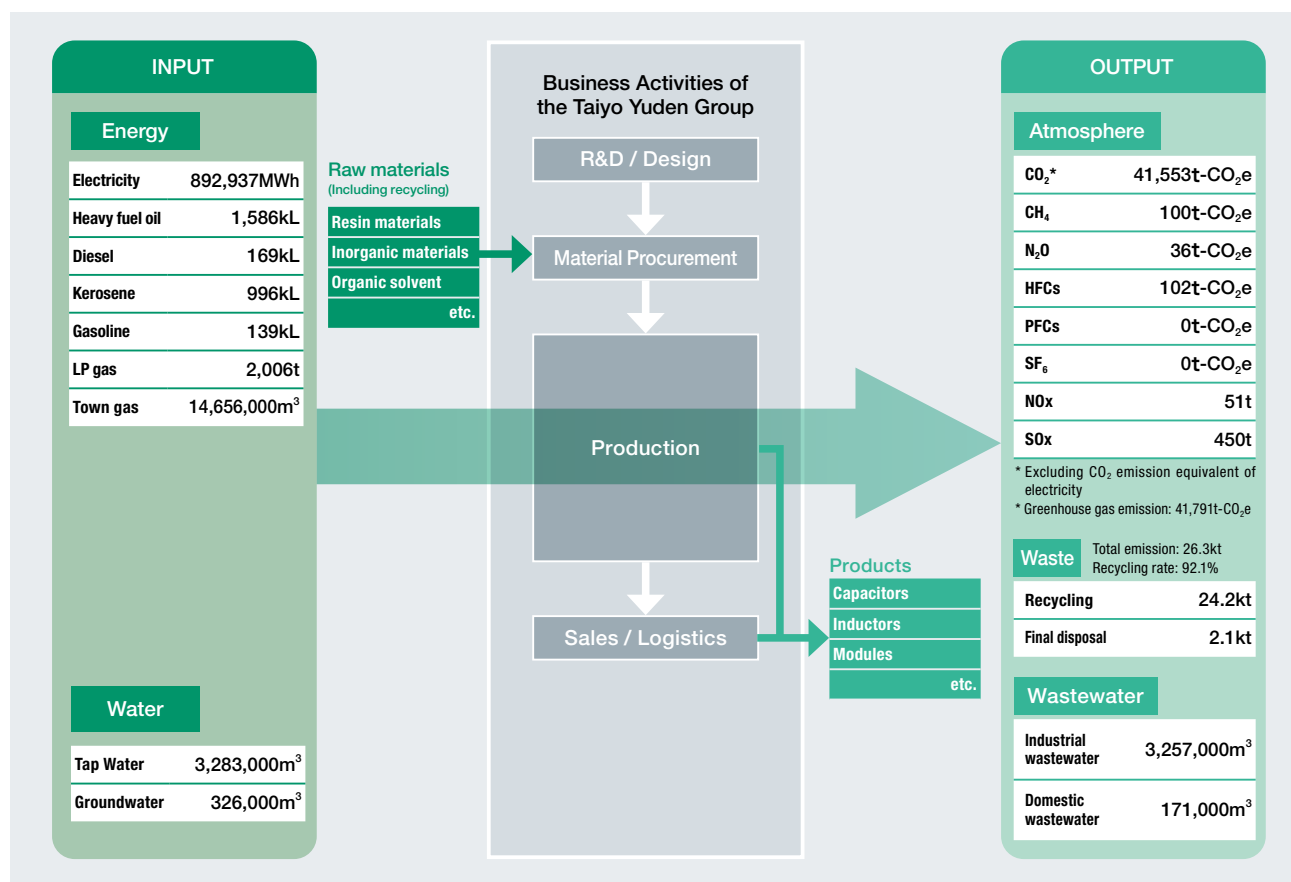 INPUT
Energy
Electricity 892,937MWh
Heavy fuel oil 1,586kL
Diesel 169kL
Kerosene 996kL
Gasoline 139kL
LP gas 2,006t
Town gas 14,656,000m³
Water
Tap Water 3,283,000m³
Groundwater 326,000m³
Raw materials
(Including recycling)
Resin materials
Inorganic materials
Organic solvent
etc.
Business Activities of
the Taiyo Yuden Group
R&D / Design
Material Procurement
Production
Sales / Logistics
Products
Capacitors
Inductors
Modules
etc.
OUTPUT
Atmosphere
CO₂* 41,553t-CO₂e
CH₄ 100t-CO₂e
N₂O 36t-CO₂e
HFCs 102t-CO₂e
PFCs 0t-CO₂e
SF₆ 0t-CO₂e
NOx 51t
SOx 450t
* Excluding CO₂ emission equivalent of
electricity
* Greenhouse gas emission: 41,791t-CO₂e
Waste
Total emission: 26.3kt
Recycling rate: 92.1%
Recycling 24.2kt
Final disposal 2.1kt
Wastewater
Industrial
wastewater 3,257,000m³
Domestic
wastewater 171,000m³